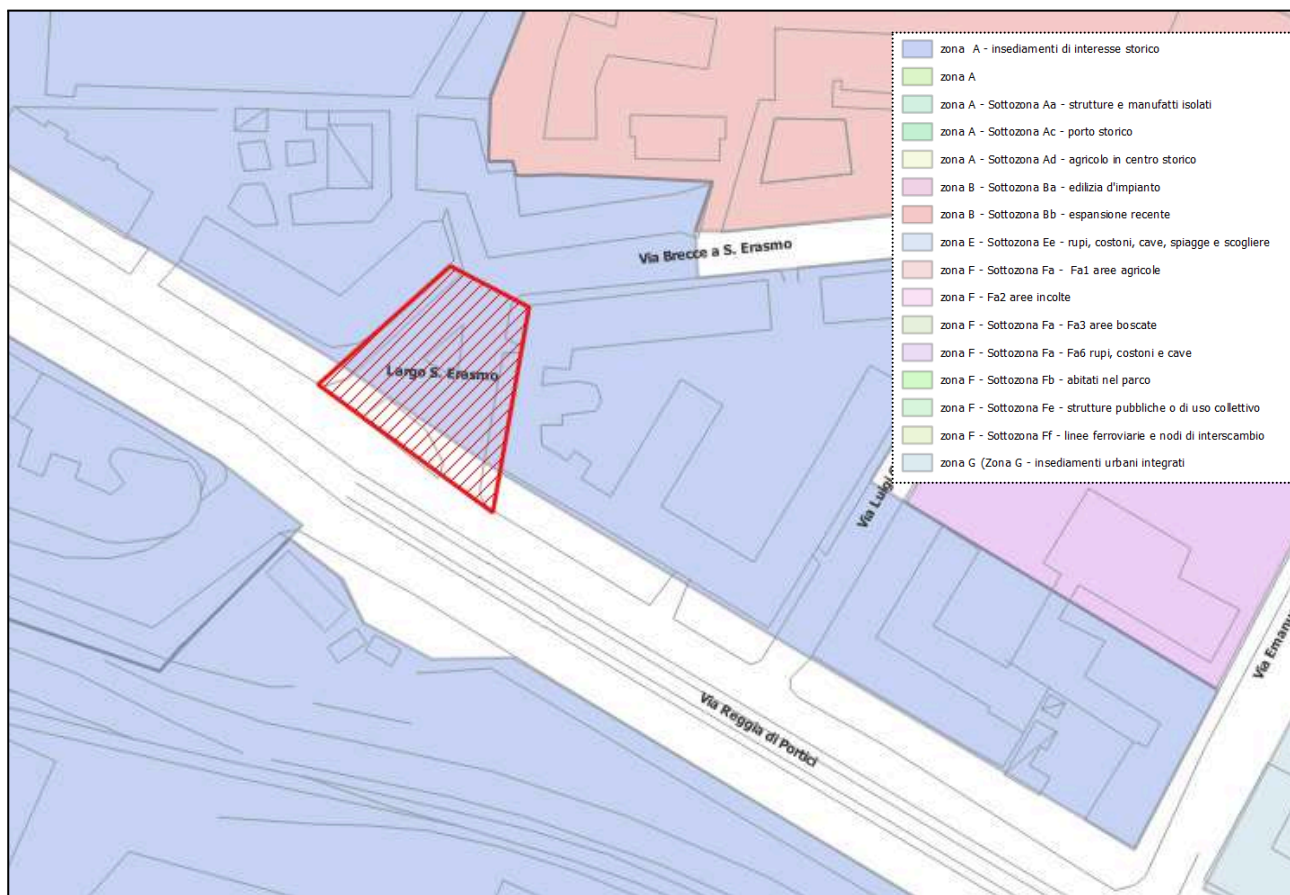 zona A - insediamenti di interesse storico
zona A
zona A - Sottozona Aa - strutture e manufatti isolati
zona A - Sottozona Ac - porto storico
zona A - Sottozona Ad - agricolo in centro storico
zona B - Sottozona Ba - edilizia d'impianto
zona B - Sottozona Bb - espansione recente
zona E - Sottozona Ee - rupi, costoni, cave, spiagge e scogliere
zona F - Sottozona Fa - Fa1 aree agricole
zona F - Fa2 aree incolte
zona F - Sottozona Fa - Fa3 aree boscate
zona F - Sottozona Fa - Fa6 rupi, costoni e cave
zona F - Sottozona Fb - abitati nel parco
zona F - Sottozona Fe - strutture pubbliche o di uso collettivo
zona F - Sottozona Ff - linee ferroviarie e nodi di interscambio
zona G (Zona G - insediamenti urbani integrati
Via Brecce a S. Erasmo
Largo S. Erasmo
Via Luigi
Via Emanu
Via Reggia di Portici